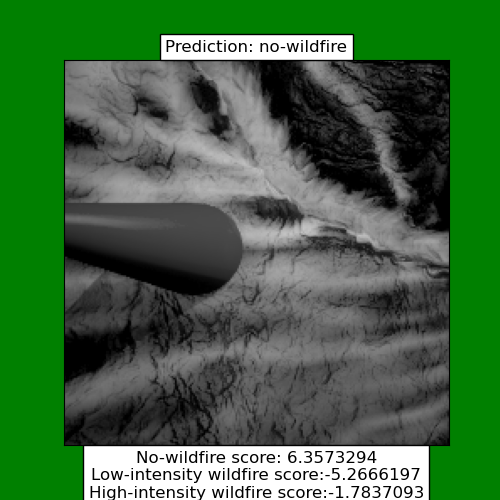 Prediction: no-wildfire
No-wildfire score: 6.3573294
Low-intensity wildfire score:-5.2666197
High-intensity wildfire score:-1.7837093